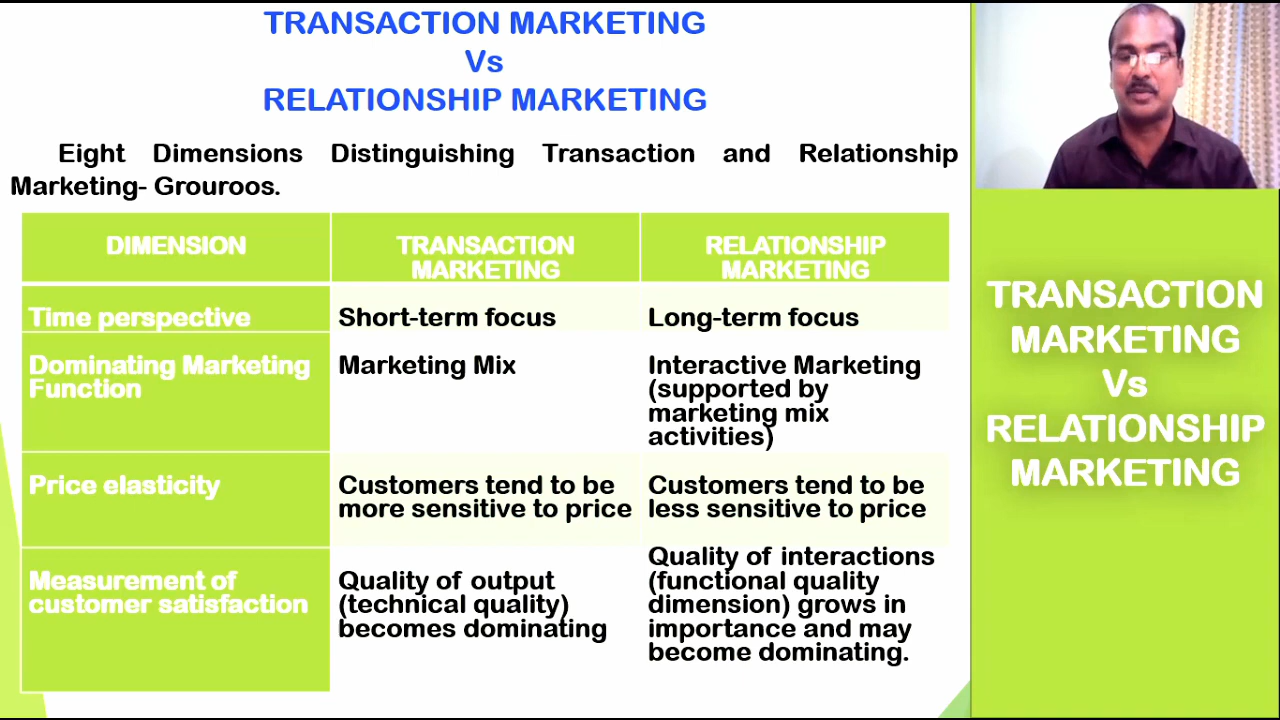 TRANSACTION MARKETING
Vs
RELATIONSHIP MARKETING
Eight Dimensions Distinguishing Transaction and Relationship
Marketing- Grouroos.
DIMENSION
TRANSACTION
MARKETING
RELATIONSHIP
MARKETING
Time perspective
Short-term focus
Long-term focus
Dominating Marketing
Function
Marketing Mix
Interactive Marketing
(supported by
marketing mix
activities)
Price elasticity
Customers tend to be
more sensitive to price
Customers tend to be
less sensitive to price
Measurement of
customer satisfaction
Quality of output
(technical quality)
becomes dominating
Quality of interactions
(functional quality
dimension) grows in
importance and may
become dominating.
TRANSACTION
MARKETING
Vs
RELATIONSHIP
MARKETING